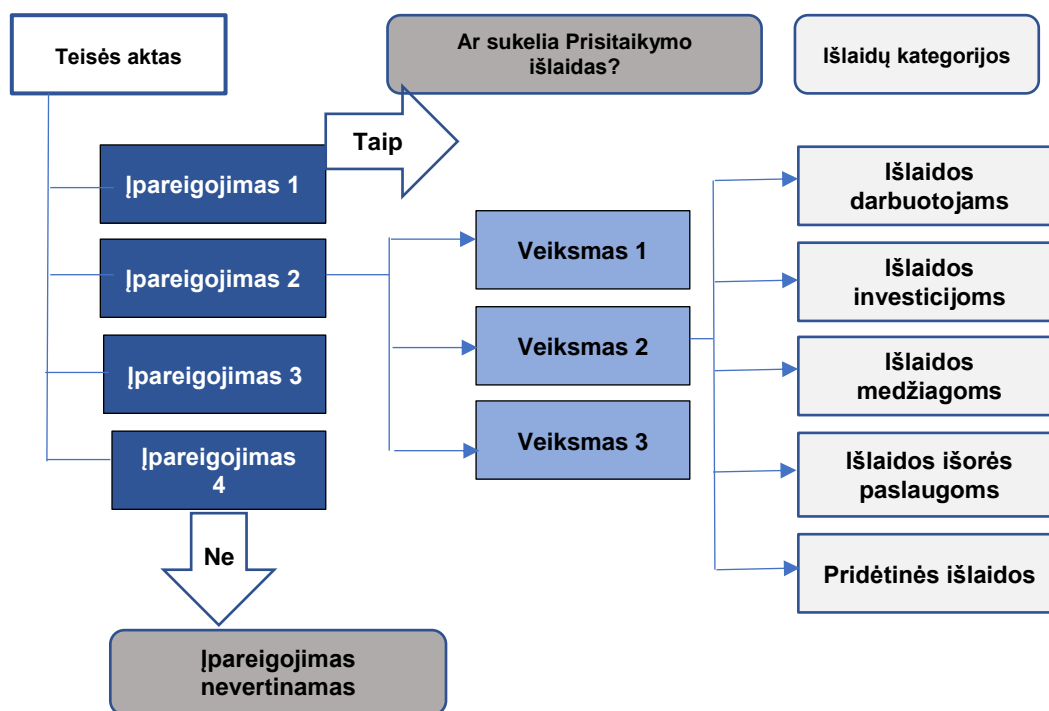 Teisės aktas
Ar sukelia Prisitaikymo
išlaidas?
Išlaidų kategorijos
Taip
Įpareigojimas 1
Įpareigojimas 2
Įpareigojimas 3
Įpareigojimas
4
Veiksmas 1
Veiksmas 2
Veiksmas 3
Išlaidos
darbuotojams
Išlaidos
investicijoms
Išlaidos
medžiagoms
Išlaidos išorės
paslaugoms
Pridėtinės išlaidos
Ne
Įpareigojimas
nevertinamas